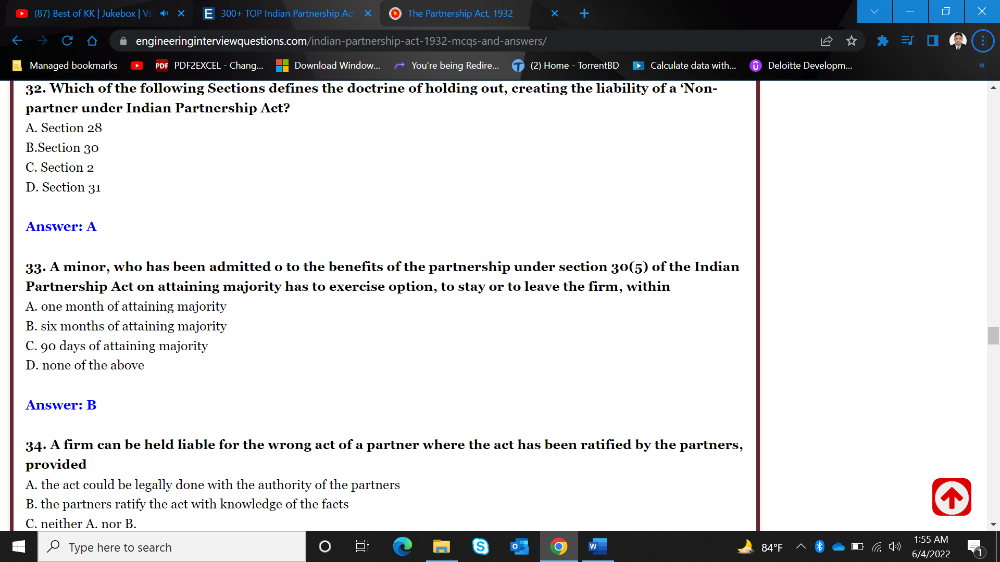 (87) Best of KK | Jukebox | Vs
300+ TOP Indian Partnership Act
The Partnership Act, 1932
engineeringinterviewquestions.com/indian-partnership-act-1932-mcqs-and-answers/
Managed bookmarks
PDF PDF2EXCEL - Chang...
Download Window...
You're being Redire...
(2) Home - TorrentBD
Calculate data with...
Deloitte Developm...
32. Which of the following Sections defines the doctrine of holding out, creating the liability of a ‘Non-
partner under Indian Partnership Act?
A. Section 28
B.Section 30
C. Section 2
D. Section 31
Answer: A
33. A minor, who has been admitted o to the benefits of the partnership under section 30(5) of the Indian
Partnership Act on attaining majority has to exercise option, to stay or to leave the firm, within
A. one month of attaining majority
B. six months of attaining majority
C. 90 days of attaining majority
D. none of the above
Answer: B
34. A firm can be held liable for the wrong act of a partner where the act has been ratified by the partners,
provided
A. the act could be legally done with the authority of the partners
B. the partners ratify the act with knowledge of the facts
C. neither A. nor B.
Type here to search
84°F
1:55 AM
6/4/2022
1